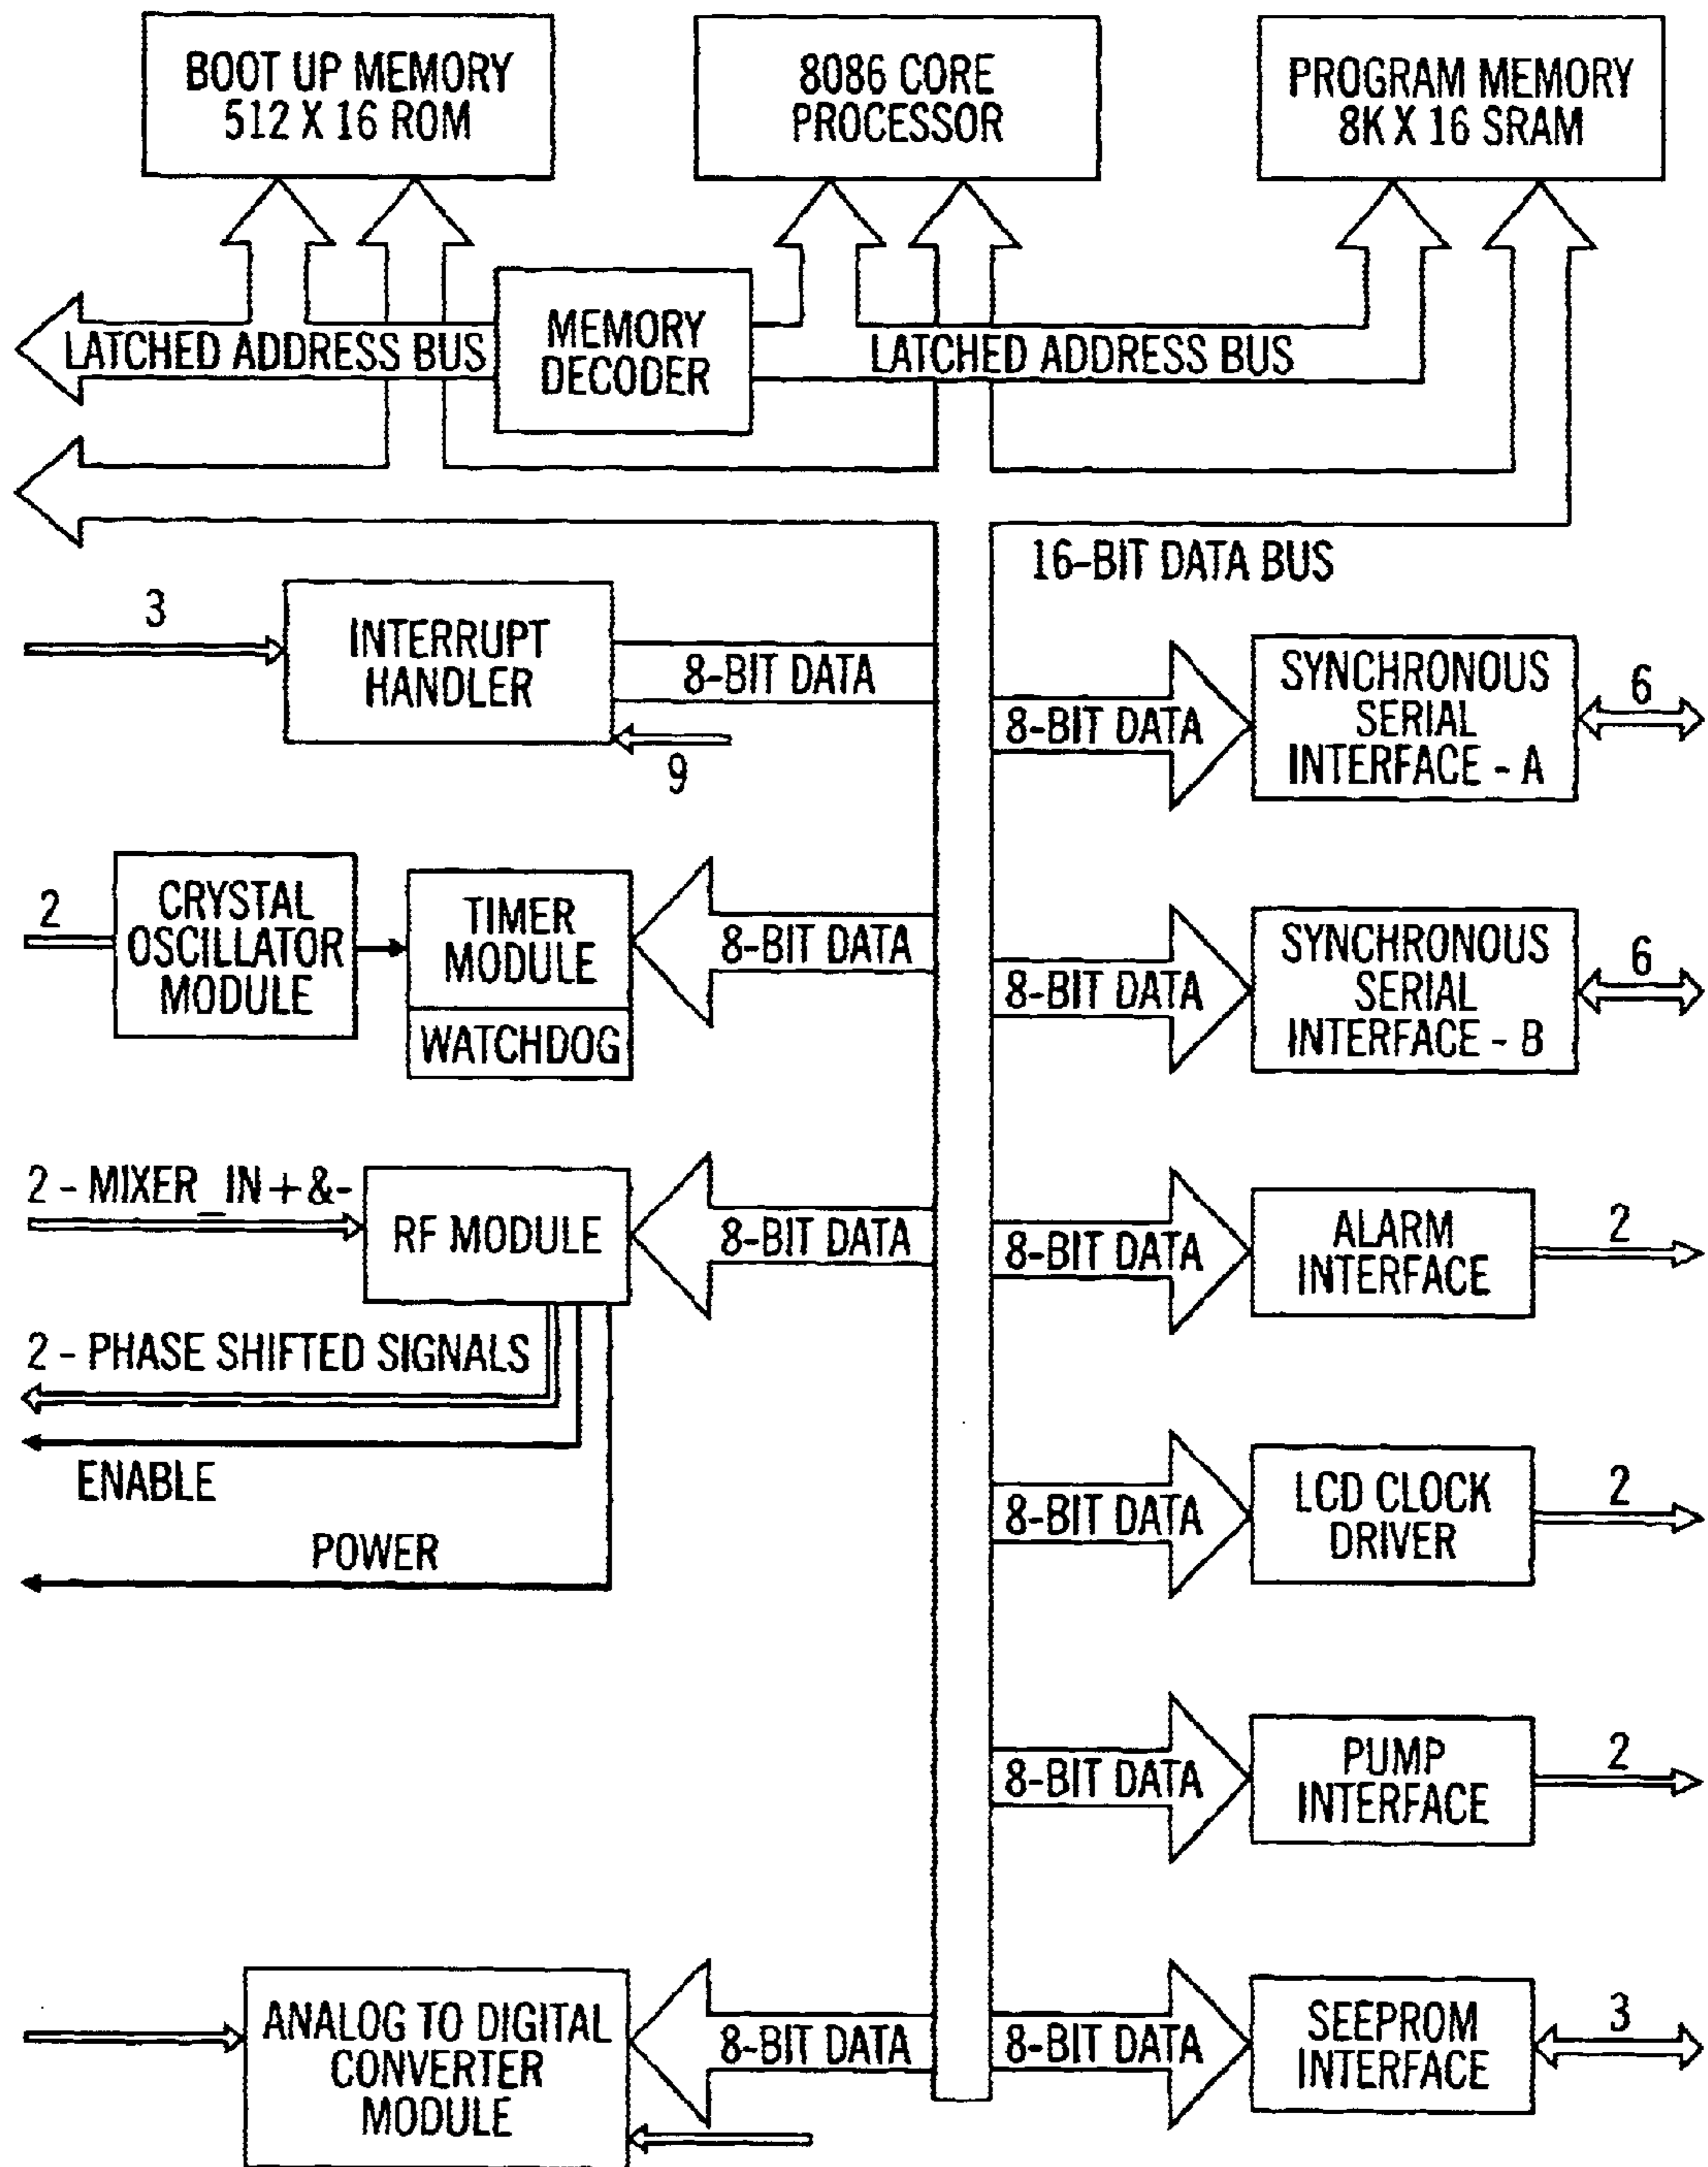 BOOT UP MEMORY
512 X 16 ROM
8086 CORE
PROCESSOR
PROGRAM MEMORY
8K X 16 SRAM
LATCHED ADDRESS BUS
MEMORY
DECODER
LATCHED ADDRESS BUS
16-BIT DATA BUS
3
INTERRUPT
HANDLER
8-BIT DATA
9
8-BIT DATA
SYNCHRONOUS
SERIAL
INTERFACE - A
6
2
CRYSTAL
OSCILLATOR
MODULE
TIMER
MODULE
WATCHDOG
8-BIT DATA
8-BIT DATA
SYNCHRONOUS
SERIAL
INTERFACE - B
6
2 - MIXER_IN +&-
RF MODULE
8-BIT DATA
8-BIT DATA
ALARM
INTERFACE
2
2 - PHASE SHIFTED SIGNALS
ENABLE
POWER
8-BIT DATA
LCD CLOCK
DRIVER
2
8-BIT DATA
PUMP
INTERFACE
2
ANALOG TO DIGITAL
CONVERTER
MODULE
8-BIT DATA
8-BIT DATA
SEEPROM
INTERFACE
3